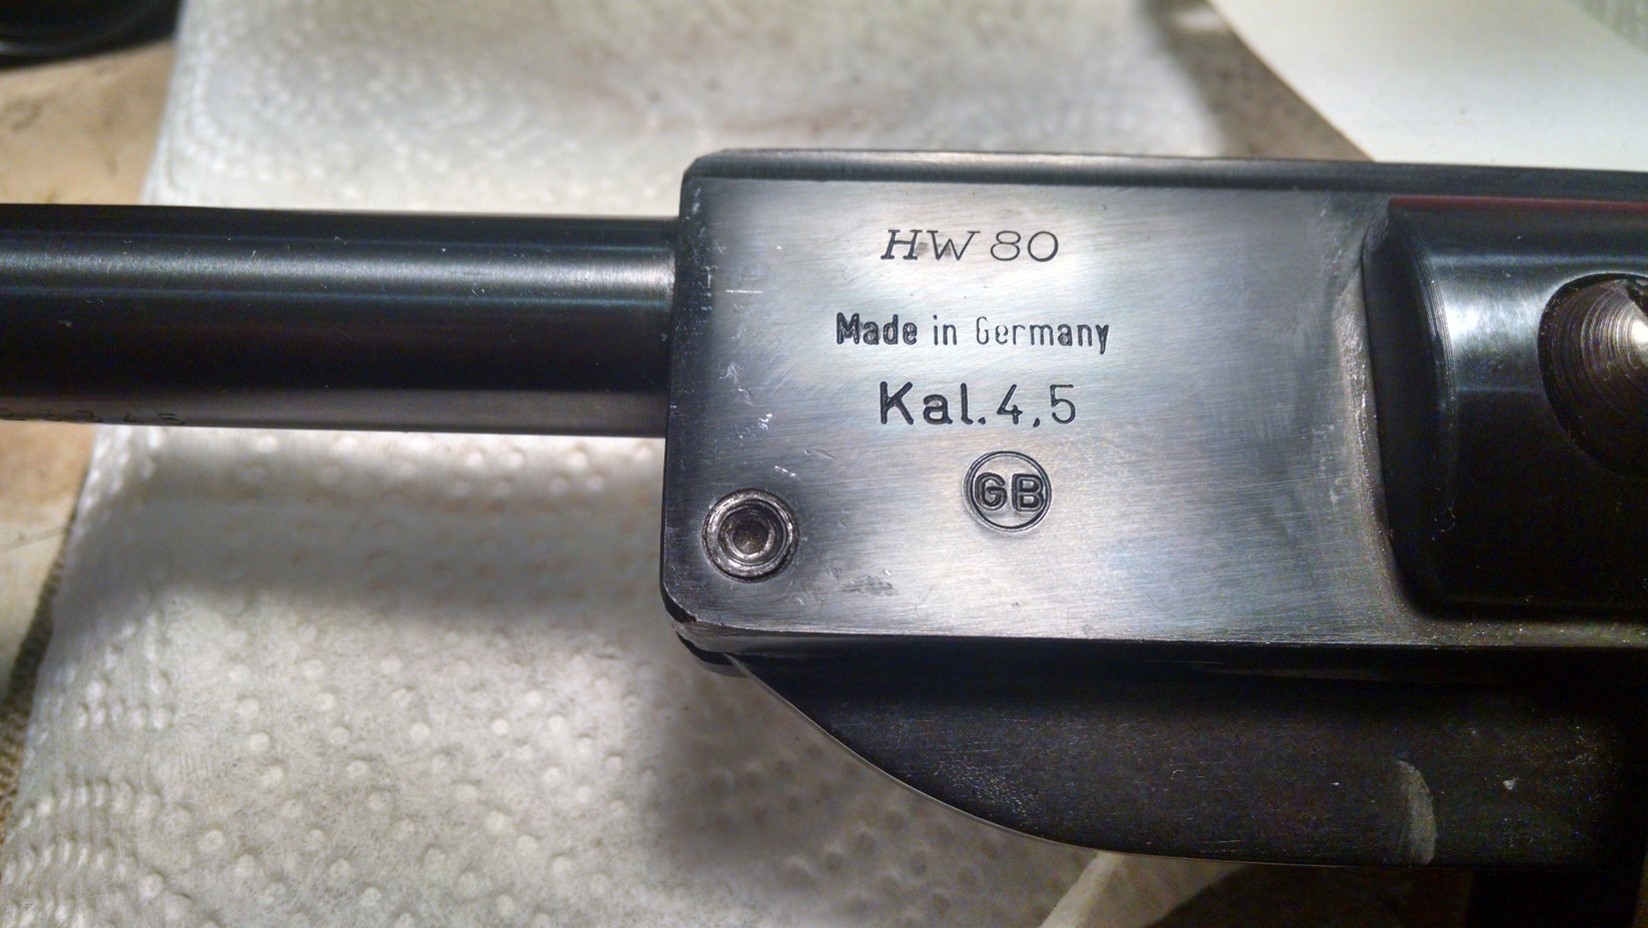 HW 80
Made in Germany
Kal. 4,5
GB